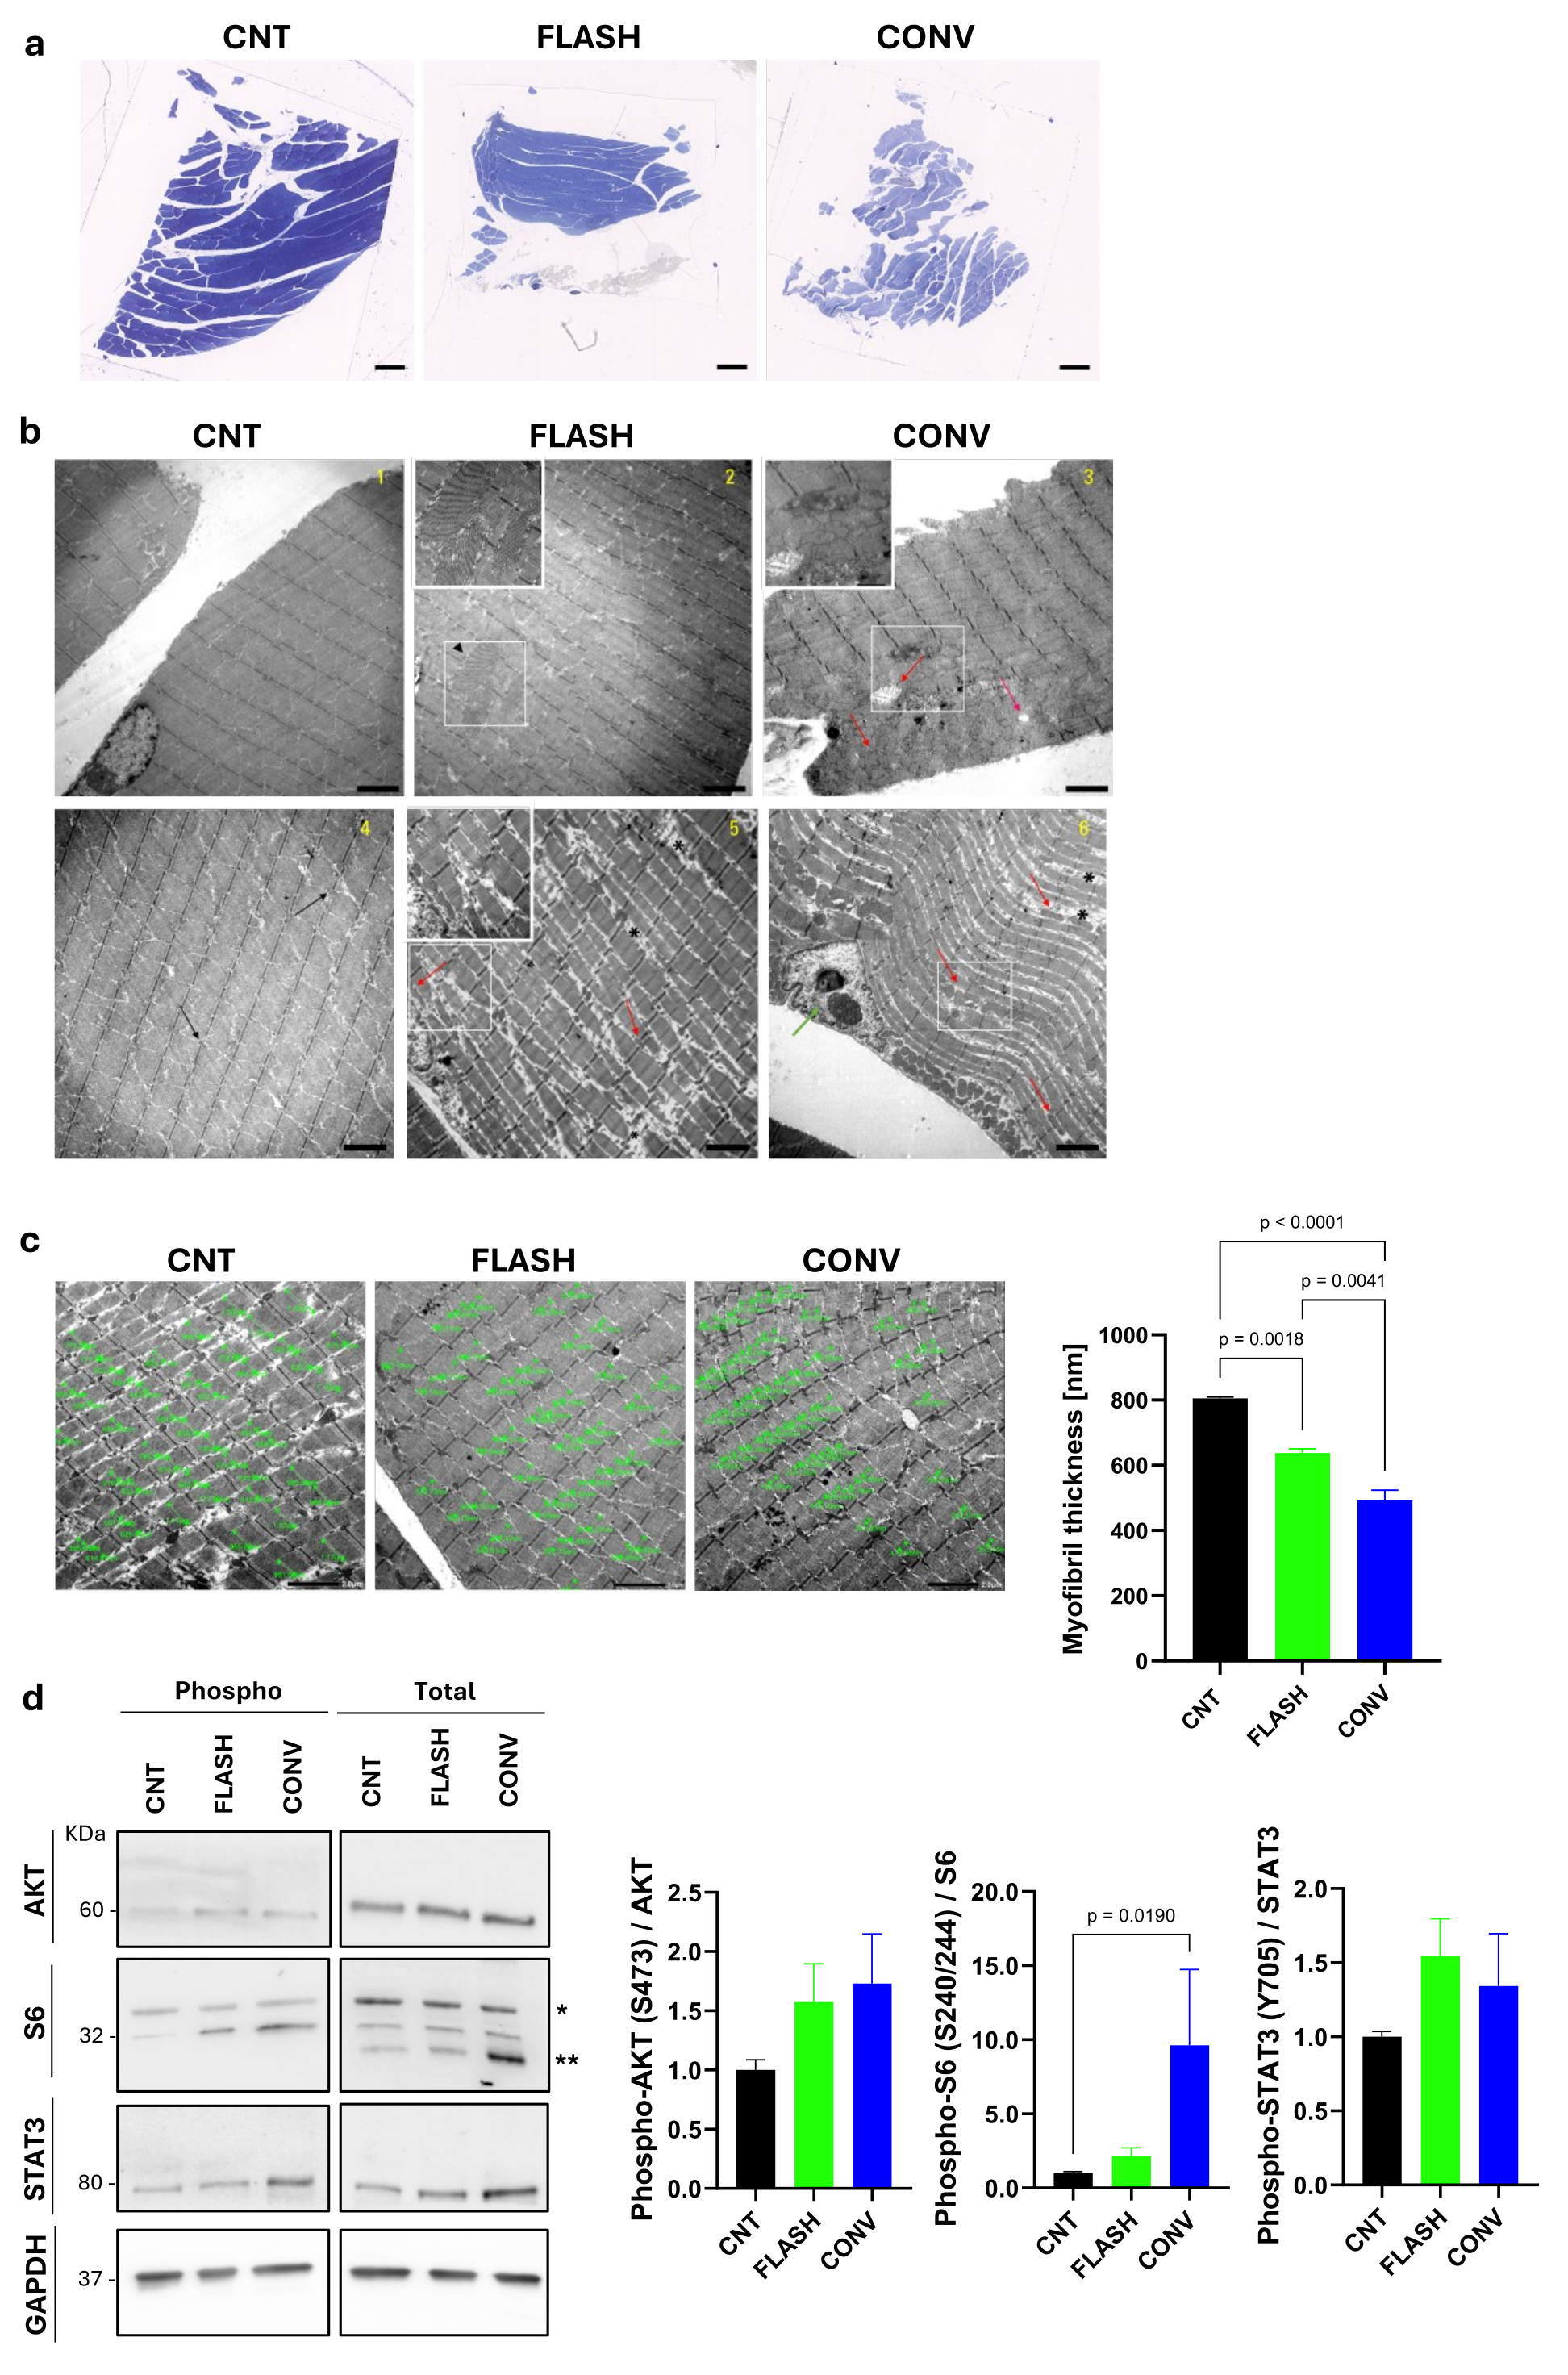 a
CNT
FLASH
CONV
b
CNT
FLASH
CONV
1
2
3
4
5
*
*
*
6
*
*
c
CNT
FLASH
CONV
2.0µm
2.0µm
p < 0.0001
p = 0.0041
p = 0.0018
Myofibril thickness [nm]
1000
800
600
400
200
0
CNT
FLASH
CONV
d
Phospho
Total
CNT
FLASH
CONV
CNT
FLASH
CONV
KDa
AKT
60 -
S6
32 -
*
**
STAT3
80 -
GAPDH
37 -
Phospho-AKT (S473) / AKT
2.5
2.0
1.5
1.0
0.5
0.0
CNT
FLASH
CONV
Phospho-S6 (S240/244) / S6
p = 0.0190
20.0
15.0
10.0
5.0
0.0
CNT
FLASH
CONV
Phospho-STAT3 (Y705) / STAT3
2.0
1.5
1.0
0.5
0.0
CNT
FLASH
CONV